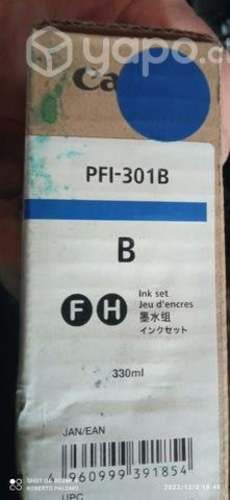 yapo.cl
Ca
PFI-301B
B
F H
Ink set
Jeu d'encres
墨水组
インクセット
330ml
JAN/EAN
4 960999 391854
UPC